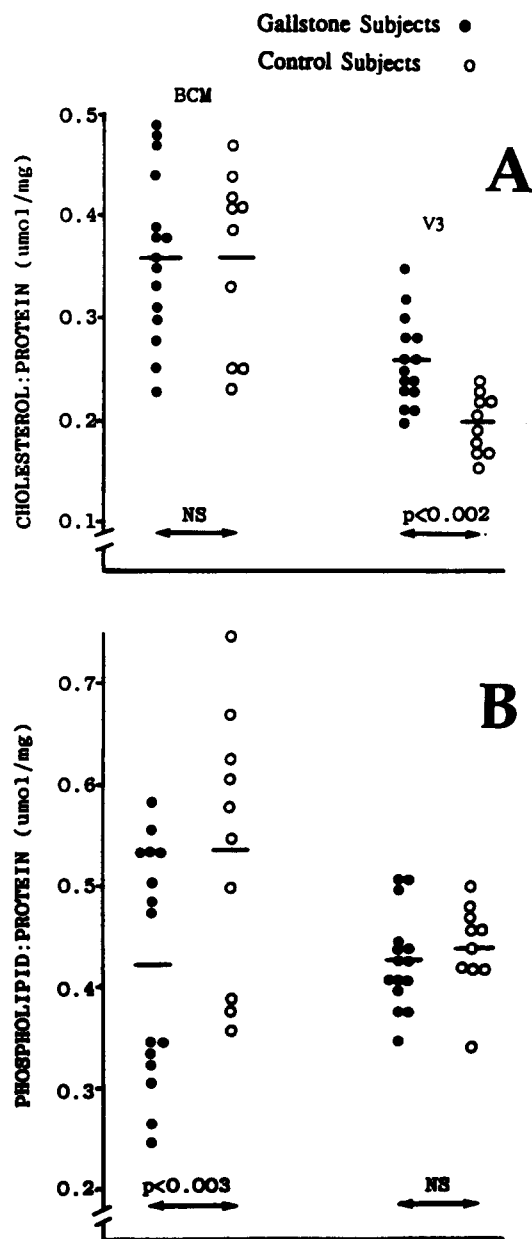 Gallstone Subjects ●
Control Subjects ○
BCM
A
V3
CHOLESTEROL:PROTEIN (umol/mg)
0.5
0.4
0.3
0.2
0.1
NS
p<0.002
B
PHOSPHOLIPID:PROTEIN (umol/mg)
0.7
0.6
0.5
0.4
0.3
0.2
p<0.003
NS